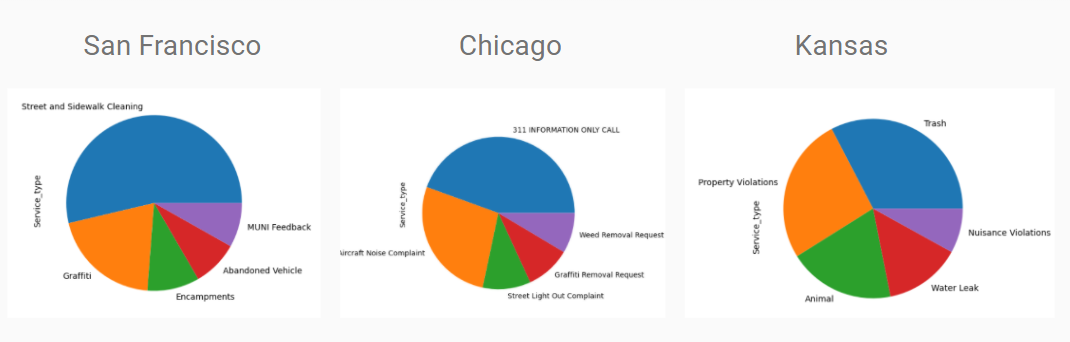 San Francisco
Chicago
Kansas
Street and Sidewalk Cleaning
Service_type
MUNI Feedback
Graffiti
Abandoned Vehicle
Encampments
311 INFORMATION ONLY CALL
Service_type
Weed Removal Request
Aircraft Noise Complaint
Graffiti Removal Request
Street Light Out Complaint
Trash
Property Violations
Service_type
Nuisance Violations
Water Leak
Animal